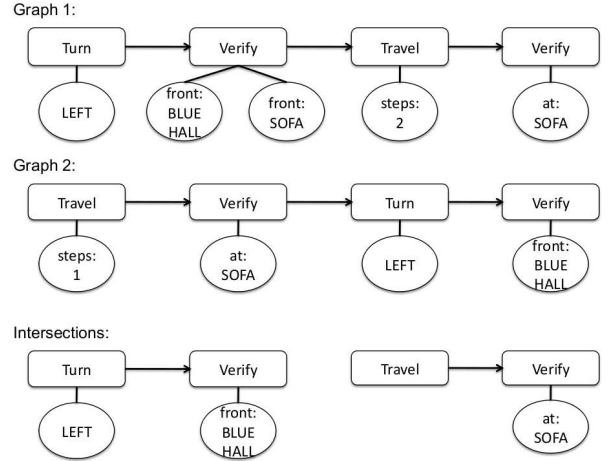 Graph 1:
Turn
Verify
Travel
Verify
LEFT
front:
BLUE
HALL
front:
SOFA
steps:
2
at:
SOFA
Graph 2:
Travel
Verify
Turn
Verify
steps:
1
at:
SOFA
LEFT
front:
BLUE
HALL
Intersections:
Turn
Verify
Travel
Verify
LEFT
front:
BLUE
HALL
at:
SOFA